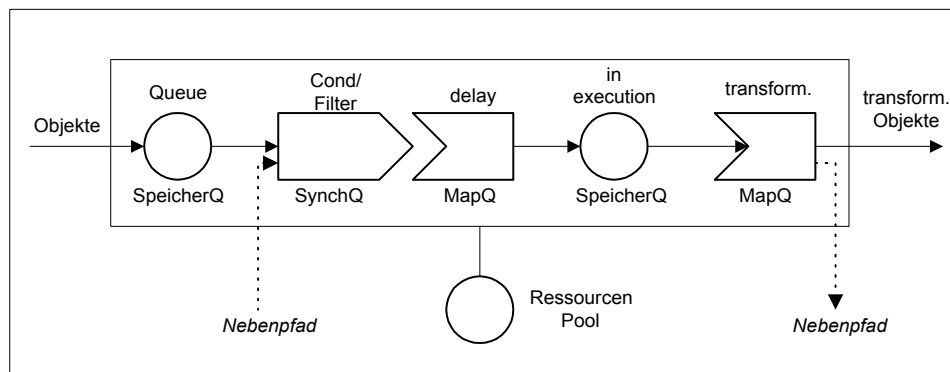 Objekte
Queue
SpeicherQ
Cond/
Filter
SynchQ
delay
MapQ
in
execution
SpeicherQ
transform.
MapQ
transform.
Objekte
Nebenpfad
Ressourcen
Pool
Nebenpfad